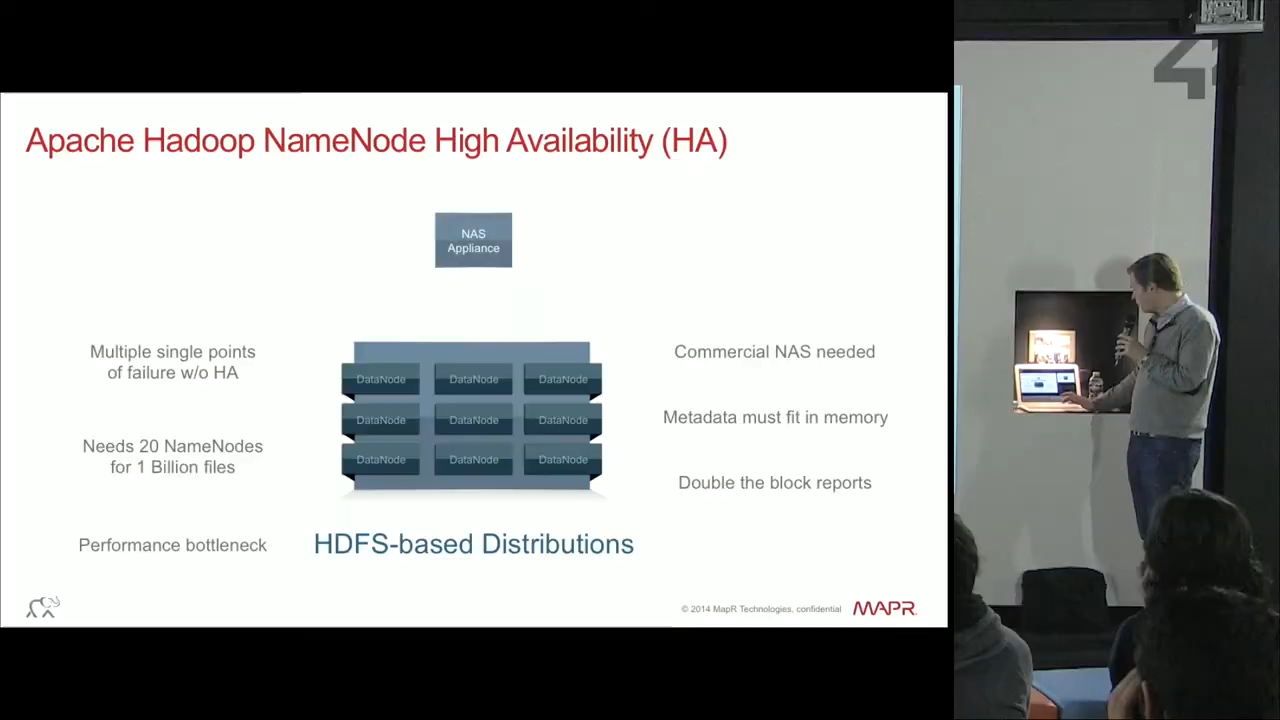 Apache Hadoop NameNode High Availability (HA)
NAS
Appliance
Multiple single points
of failure w/o HA
Needs 20 NameNodes
for 1 Billion files
Performance bottleneck
DataNode DataNode DataNode
DataNode DataNode DataNode
DataNode DataNode DataNode
HDFS-based Distributions
Commercial NAS needed
Metadata must fit in memory
Double the block reports
© 2014 MapR Technologies, confidential
MAPR